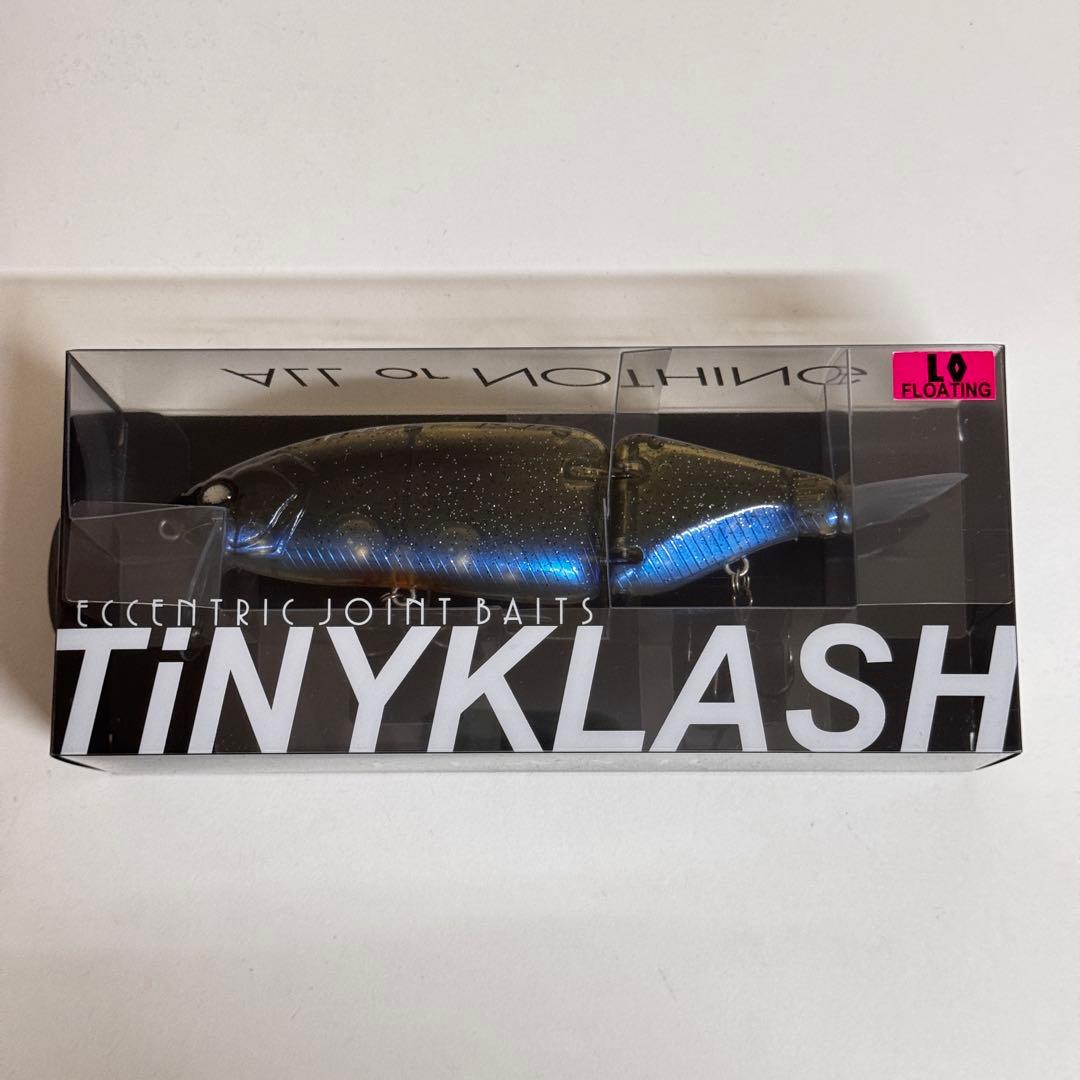 ALL or NOTHING
LO
FLOATING
ECCENTRIC JOINT BAITS
TiNYKLASH